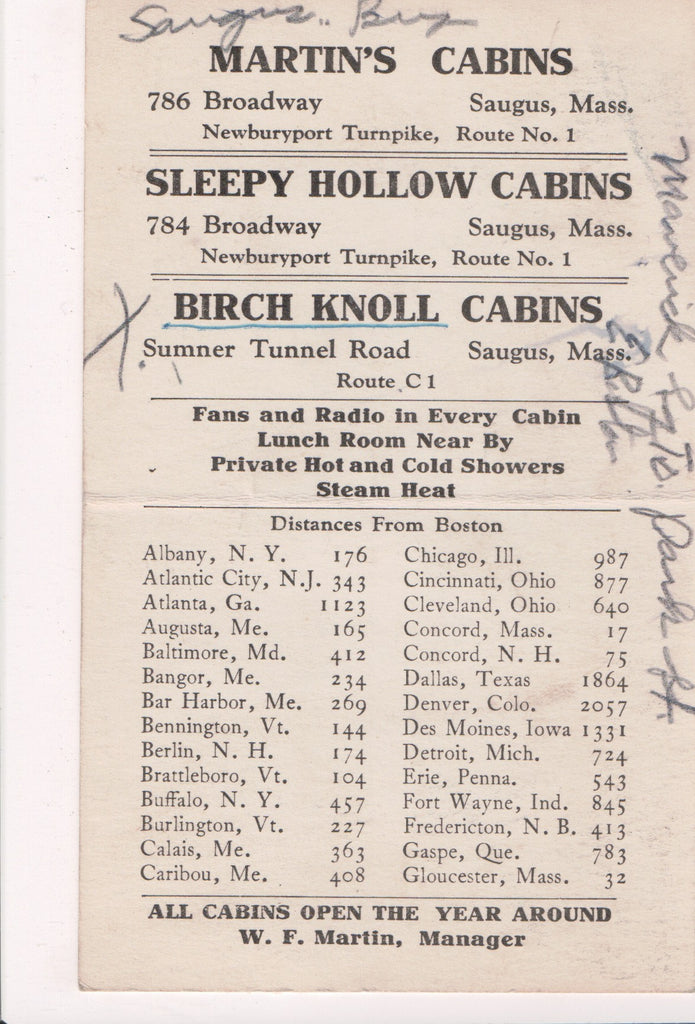 Saugus.. Bus
MARTIN'S CABINS
786 Broadway Saugus, Mass.
Newburyport Turnpike, Route No. 1
SLEEPY HOLLOW CABINS
784 Broadway Saugus, Mass.
Newburyport Turnpike, Route No. 1
BIRCH KNOLL CABINS
Sumner Tunnel Road Saugus, Mass.
Route C 1
Fans and Radio in Every Cabin
Lunch Room Near By
Private Hot and Cold Showers
Steam Heat
Distances From Boston
Albany, N. Y. 176
Atlantic City, N.J. 343
Atlanta, Ga. 1123
Augusta, Me. 165
Baltimore, Md. 412
Bangor, Me. 234
Bar Harbor, Me. 269
Bennington, Vt. 144
Berlin, N. H. 174
Brattleboro, Vt. 104
Buffalo, N. Y. 457
Burlington, Vt. 227
Calais, Me. 363
Caribou, Me. 408
Chicago, Ill. 987
Cincinnati, Ohio 877
Cleveland, Ohio 640
Concord, Mass. 17
Concord, N. H. 75
Dallas, Texas 1864
Denver, Colo. 2057
Des Moines, Iowa 1331
Detroit, Mich. 724
Erie, Penna. 543
Fort Wayne, Ind. 845
Fredericton, N. B. 413
Gaspe, Que. 783
Gloucester, Mass. 32
ALL CABINS OPEN THE YEAR AROUND
W. F. Martin, Manager
To Park St.